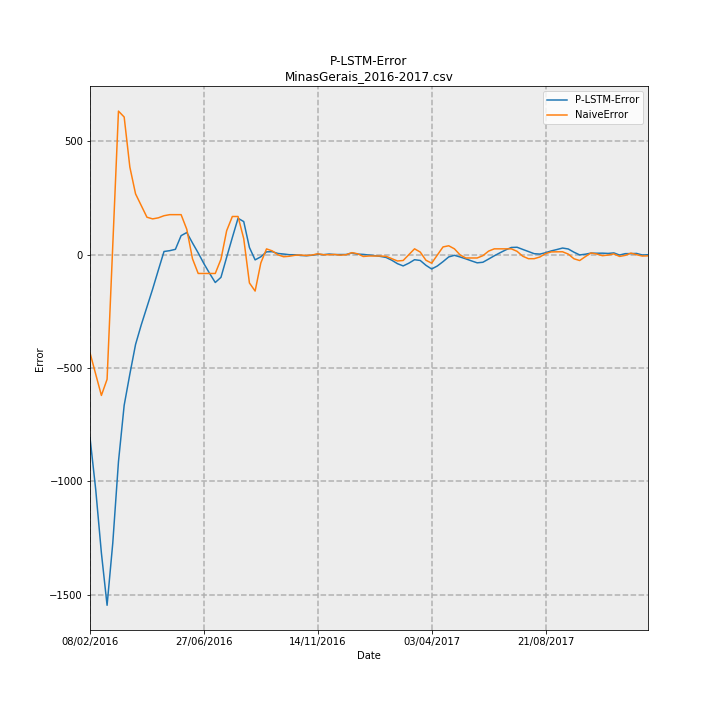 P-LSTM-Error
MinasGerais_2016-2017.csv
P-LSTM-Error
NaiveError
500
0
−500
−1000
−1500
Error
08/02/2016
27/06/2016
14/11/2016
03/04/2017
21/08/2017
Date